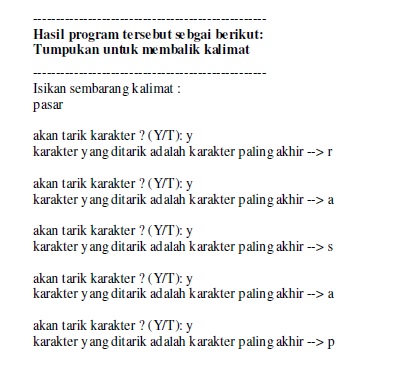 ---------------------------------------------------
Hasil program tersebut sebgai berikut:
Tumpukan untuk membalik kalimat
---------------------------------------------------
Isikan sembarang kalimat :
pasar
akan tarik karakter ? (Y/T): y
karakter yang ditarik adalah karakter paling akhir --> r
akan tarik karakter ? (Y/T): y
karakter yang ditarik adalah karakter paling akhir --> a
akan tarik karakter ? (Y/T): y
karakter yang ditarik adalah karakter paling akhir --> s
akan tarik karakter ? (Y/T): y
karakter yang ditarik adalah karakter paling akhir --> a
akan tarik karakter ? (Y/T): y
karakter yang ditarik adalah karakter paling akhir --> p